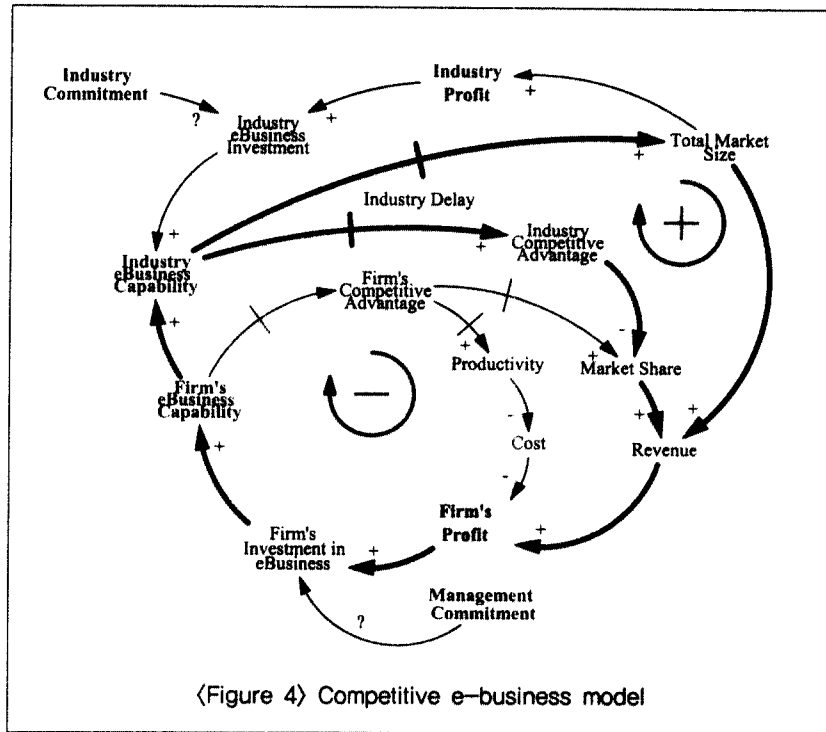 Industry
Commitment
?
Industry
eBusiness
Investment
+
Industry
Profit
+
Total Market
Size
+
Industry Delay
+
Industry
eBusiness
Capability
+
+
Industry
Competitive
Advantage
+
Firm's
Competitive
Advantage
+
Productivity
-
+
Market Share
Firm's
eBusiness
Capability
−
-
Cost
+
+
Revenue
+
-
Firm's
Profit
+
Firm's
Investment in
eBusiness
+
Management
Commitment
?
〈Figure 4〉 Competitive e-business model